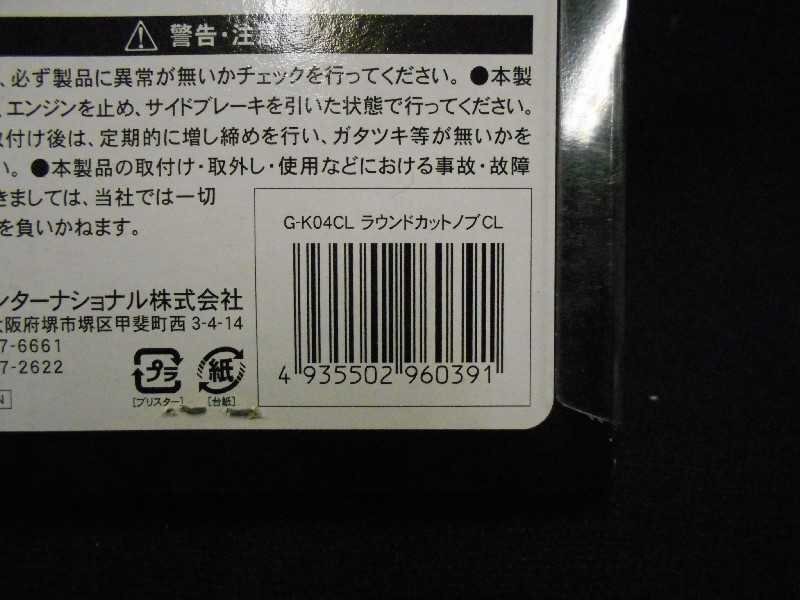 警告・注
、必ず製品に異常が無いかチェックを行ってください。●本製
、エンジンを止め、サイドブレーキを引いた状態で行ってください。
付け後は、定期的に増し締めを行い、ガタツキ等が無いかを
い。●本製品の取付け・取外し・使用などにおける事故・故障
きましては、当社では一切
を負いかねます。
G-K04CL ラウンドカットノブCL
4 935502 960391
ンターナショナル株式会社
大阪府堺市堺区甲斐町西 3-4-14
7-6661
7-2622
プラ
紙
[ブリスター]
[台紙]
N